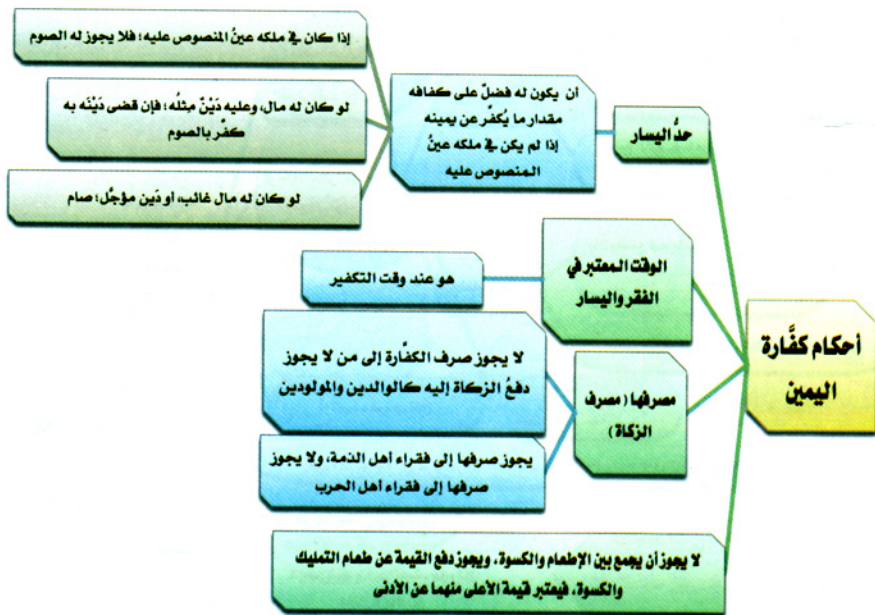 أحكام كفَّارة
اليمين
حدُّ اليسار
أن يكون له فضلٌ على كفافه
مقدار ما يُكفِّر عن يمينه
إذا لم يكن في ملكه عينُ
المنصوص عليه
إذا كان في ملكه عينُ المنصوص عليه؛ فلا يجوز له الصوم
لو كان له مال، وعليه دَيْنٌ مِثلُه؛ فإن قضى دَيْنَه به
كفَّر بالصوم
لو كان له مال غائب، أو دَين مؤجَّل؛ صام
الوقت المعتبر في
الفقر واليسار
هو عند وقت التكفير
مصرفها (مصرف
الزكاة)
لا يجوز صرف الكفَّارة إلى من لا يجوز
دفعُ الزكاة إليه كالوالدين والمولودين
يجوز صرفها إلى فقراء أهل الذمة، ولا يجوز
صرفها إلى فقراء أهل الحرب
لا يجوز أن يجمع بين الإطعام والكسوة، ويجوز دفع القيمة عن طعام التمليك
والكسوة، فيعتبر قيمة الأعلى منهما عن الأدنى